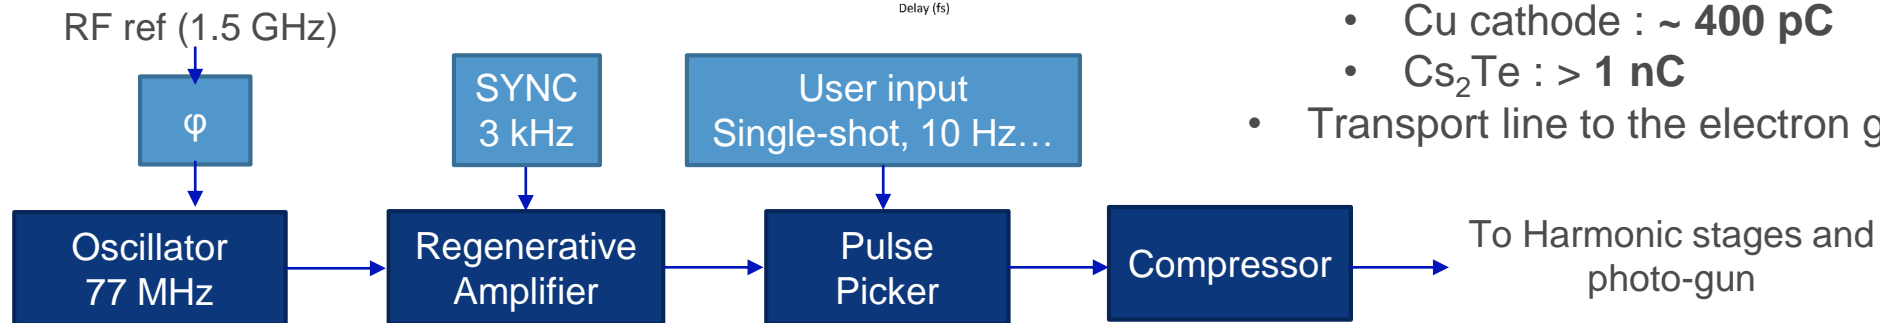 Delay (fs)
RF ref (1.5 GHz)
φ
SYNC
3 kHz
User input
Single-shot, 10 Hz…
• Cu cathode : ~ 400 pC
• Cs₂Te : > 1 nC
• Transport line to the electron g
Oscillator
77 MHz
Regenerative
Amplifier
Pulse
Picker
Compressor
To Harmonic stages and
photo-gun